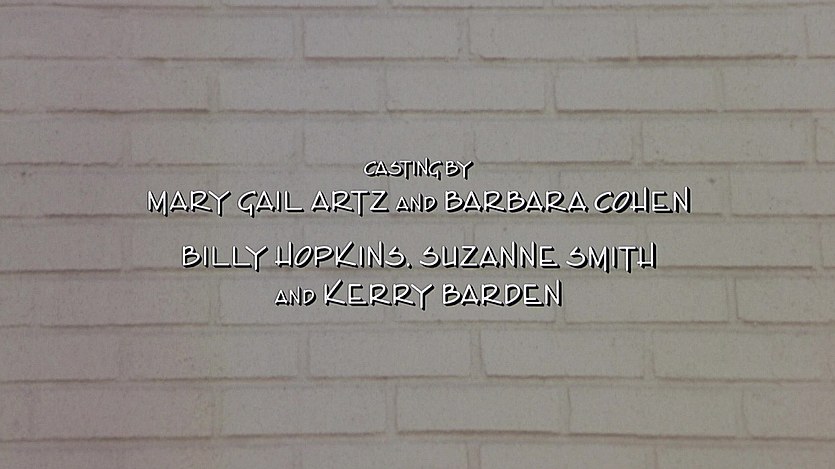 CASTING BY
MARY GAIL ARTZ AND BARBARA COHEN
BILLY HOPKINS, SUZANNE SMITH
AND KERRY BARDEN